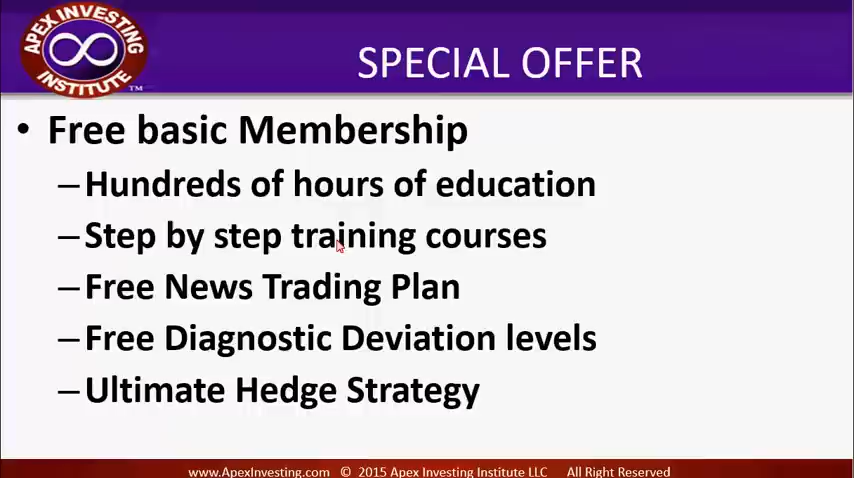 APEX INVESTING
INSTITUTE
TM
SPECIAL OFFER
• Free basic Membership
–Hundreds of hours of education
–Step by step training courses
–Free News Trading Plan
–Free Diagnostic Deviation levels
–Ultimate Hedge Strategy
www.ApexInvesting.com © 2015 Apex Investing Institute LLC All Right Reserved